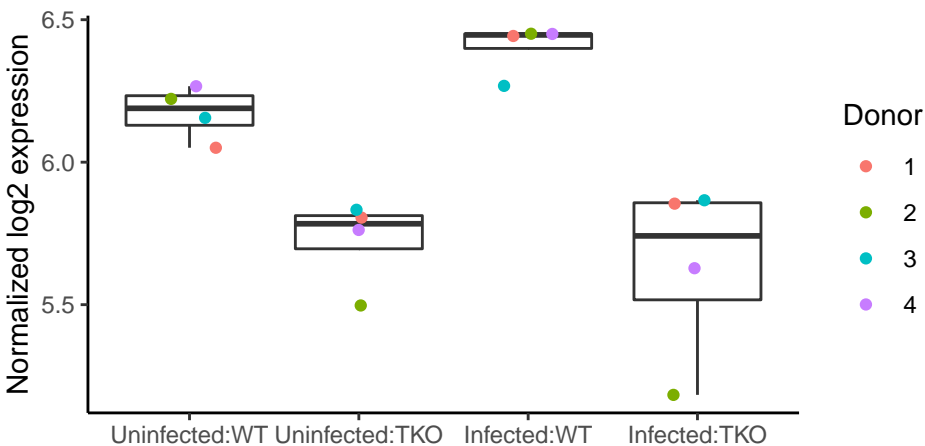 Normalized log2 expression
6.5
6.0
5.5
Uninfected:WT Uninfected:TKO Infected:WT Infected:TKO
Donor
1
2
3
4